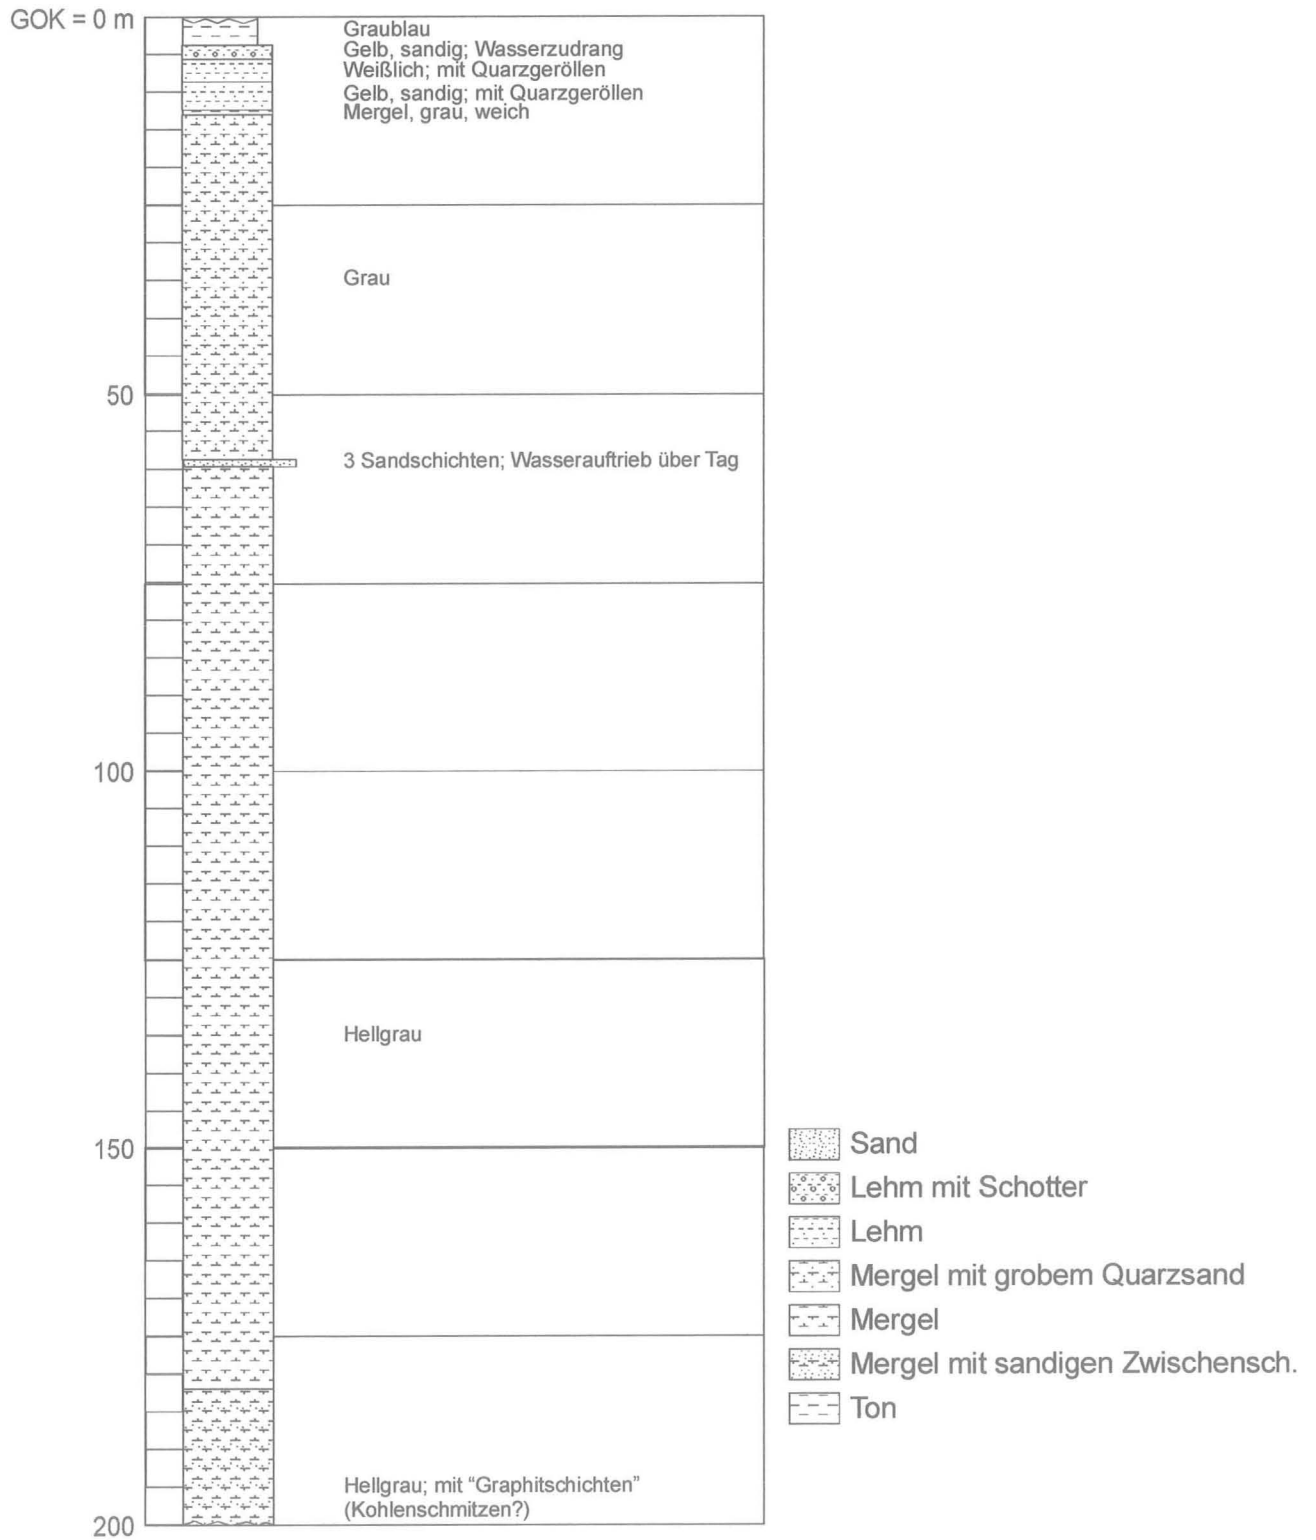 GOK = 0 m
Graublau
Gelb, sandig; Wasserzudrang
Weißlich; mit Quarzgeröllen
Gelb, sandig; mit Quarzgeröllen
Mergel, grau, weich
Grau
50
3 Sandschichten; Wasserauftrieb über Tag
100
Hellgrau
150
Sand
Lehm mit Schotter
Lehm
Mergel mit grobem Quarzsand
Mergel
Mergel mit sandigen Zwischensch.
Ton
Hellgrau; mit “Graphitschichten”
(Kohlenschmitzen?)
200